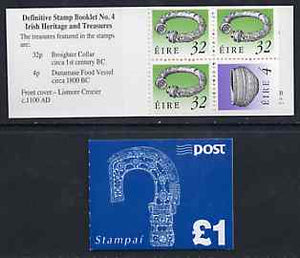 Definitive Stamp Booklet No. 4
Irish Heritage and Treasures
The treasures featured in the stamps
are:
32p Broighter Collar
circa 1st century BC
4p Dunamase Food Vessel
circa 1800 BC
Front cover – Lismore Crozier
c.1100 AD
ÉIRE 32
ÉIRE 32
ÉIRE 32
ÉIRE 4
post
Stampaí
£1